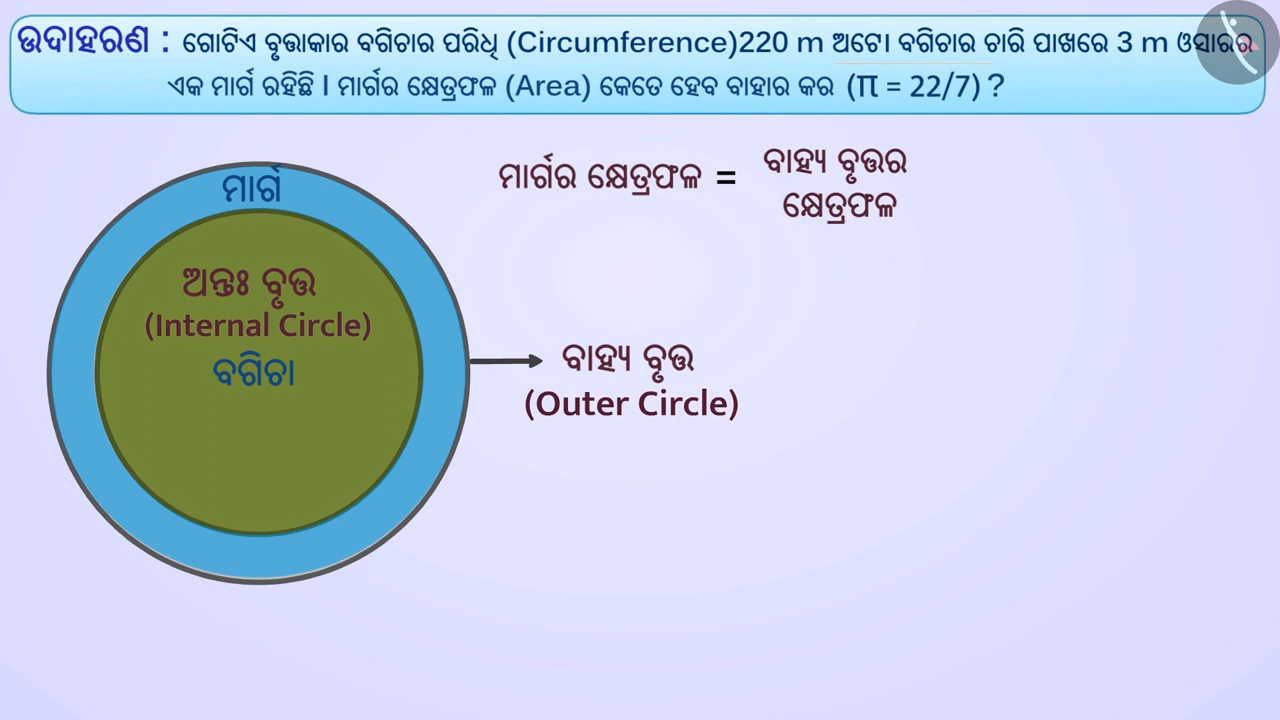 ଉଦାହରଣ : ଗୋଟିଏ ବୃତ୍ତାକାର ବଗିଚାର ପରିଧି (Circumference)220 m ଅଟେ। ବଗିଚାର ଚାରି ପାଖରେ 3 m ଓସାରର
ଏକ ମାର୍ଗ ରହିଛି । ମାର୍ଗର କ୍ଷେତ୍ରଫଳ (Area) କେତେ ହେବ ବାହାର କର (π = 22/7) ?
ମାର୍ଗର କ୍ଷେତ୍ରଫଳ = ବାହ୍ୟ ବୃତ୍ତର
କ୍ଷେତ୍ରଫଳ
ମାର୍ଗ
ଅନ୍ତଃ ବୃତ୍ତ
(Internal Circle)
ବଗିଚା
ବାହ୍ୟ ବୃତ୍ତ
(Outer Circle)